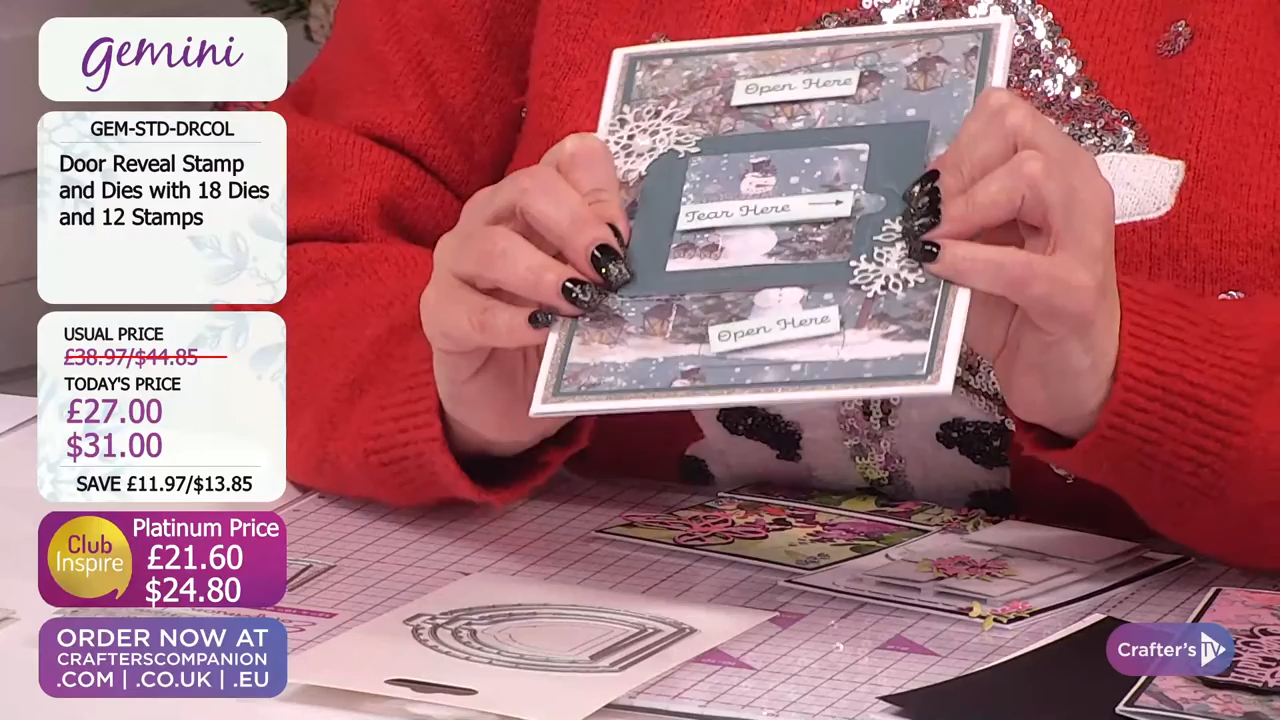 gemini
GEM-STD-DRCOL
Door Reveal Stamp
and Dies with 18 Dies
and 12 Stamps
USUAL PRICE
£38.97/$44.85
TODAY'S PRICE
£27.00
$31.00
SAVE £11.97/$13.85
Club
Inspire
Platinum Price
£21.60
$24.80
ORDER NOW AT
CRAFTERSCOMPANION
.COM | .CO.UK | .EU
Open Here
Tear Here
Open Here
Crafter's TV